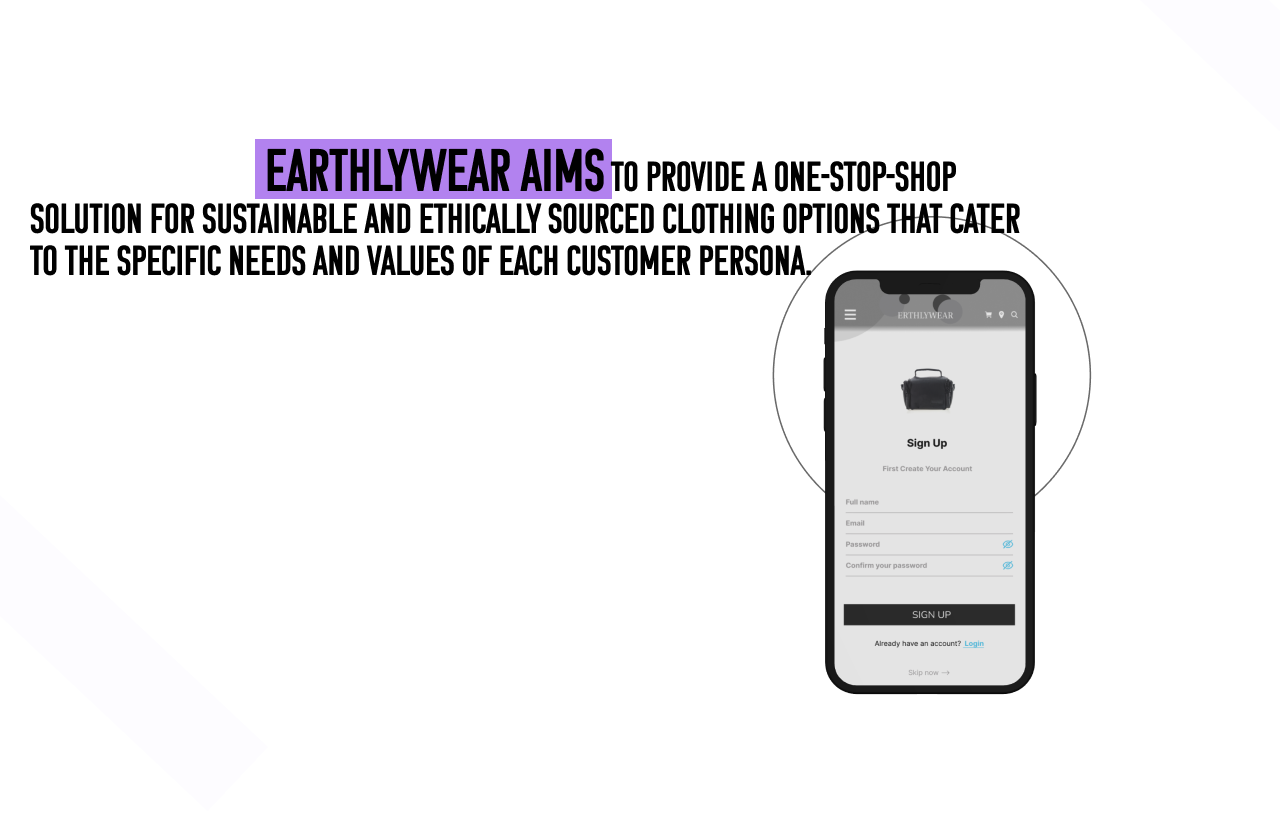 EARTHLYWEAR AIMS TO PROVIDE A ONE-STOP-SHOP
SOLUTION FOR SUSTAINABLE AND ETHICALLY SOURCED CLOTHING OPTIONS THAT CATER
TO THE SPECIFIC NEEDS AND VALUES OF EACH CUSTOMER PERSONA.
ERTHLYWEAR
Sign Up
First Create Your Account
Full name
Email
Password
Confirm your password
SIGN UP
Already have an account? Login
Skip now →